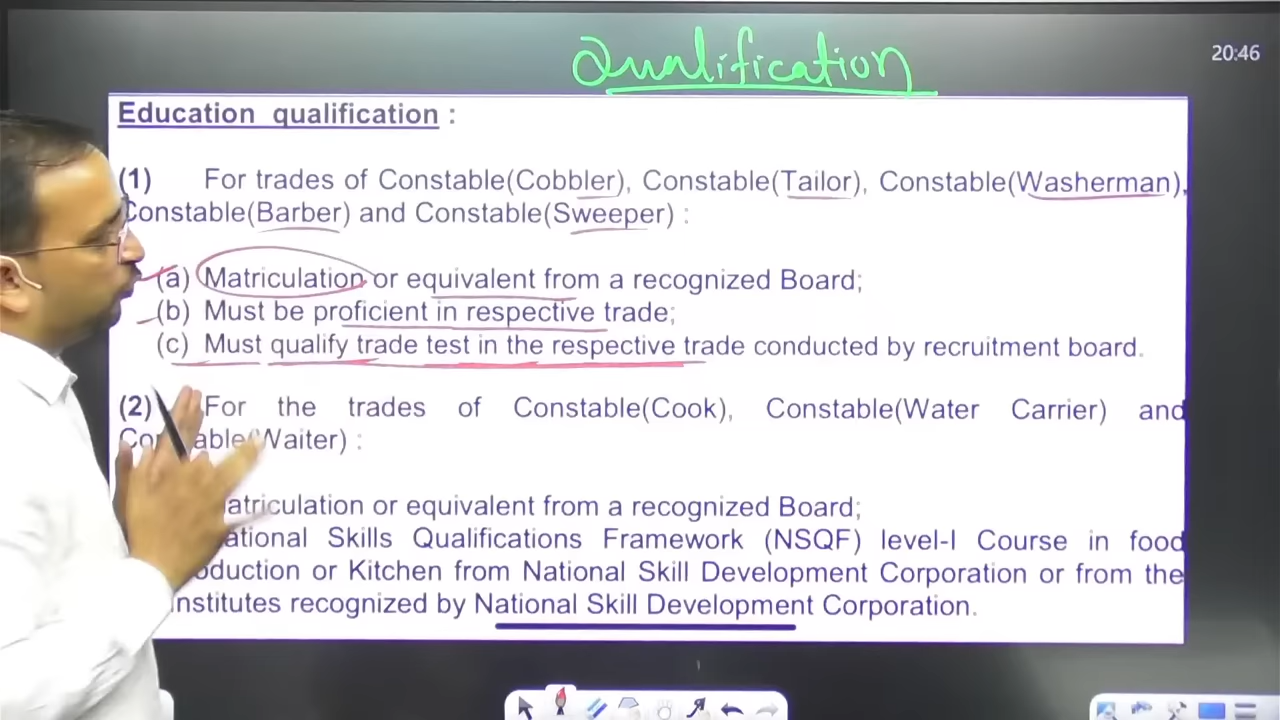 Qualification
20:46
Education qualification :
(1) For trades of Constable(Cobbler), Constable(Tailor), Constable(Washerman),
Constable(Barber) and Constable(Sweeper) :
(a) Matriculation or equivalent from a recognized Board;
(b) Must be proficient in respective trade;
(c) Must qualify trade test in the respective trade conducted by recruitment board.
(2) For the trades of Constable(Cook), Constable(Water Carrier) and
Constable(Waiter) :
atriculation or equivalent from a recognized Board;
ational Skills Qualifications Framework (NSQF) level-I Course in food
oduction or Kitchen from National Skill Development Corporation or from the
institutes recognized by National Skill Development Corporation.